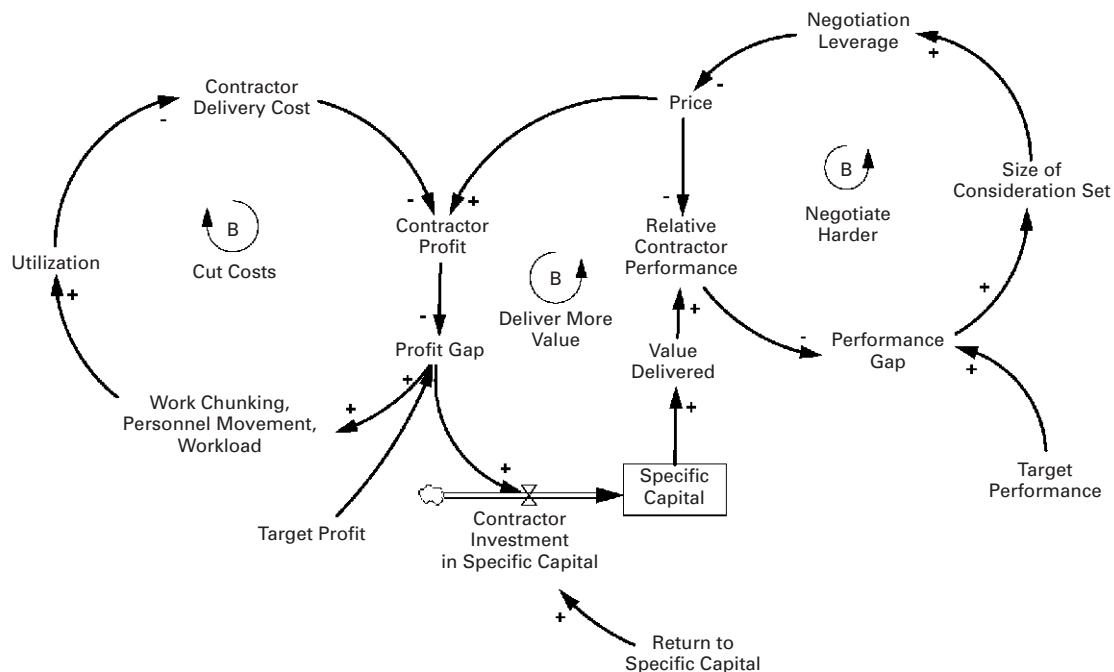 Negotiation
Leverage
+
Contractor
Delivery Cost
-
-
Price
B
Size of
Consideration Set
Negotiate
Harder
-
-
+
Contractor
Profit
Relative
Contractor
Performance
B
Cut Costs
Utilization
+
B
Deliver More
Value
+
+
-
Profit Gap
Value
Delivered
-
Performance
Gap
+
+
+
Work Chunking,
Personnel Movement,
Workload
+
+
Specific
Capital
Target
Performance
Target Profit
Contractor
Investment
in Specific Capital
+
Return to
Specific Capital